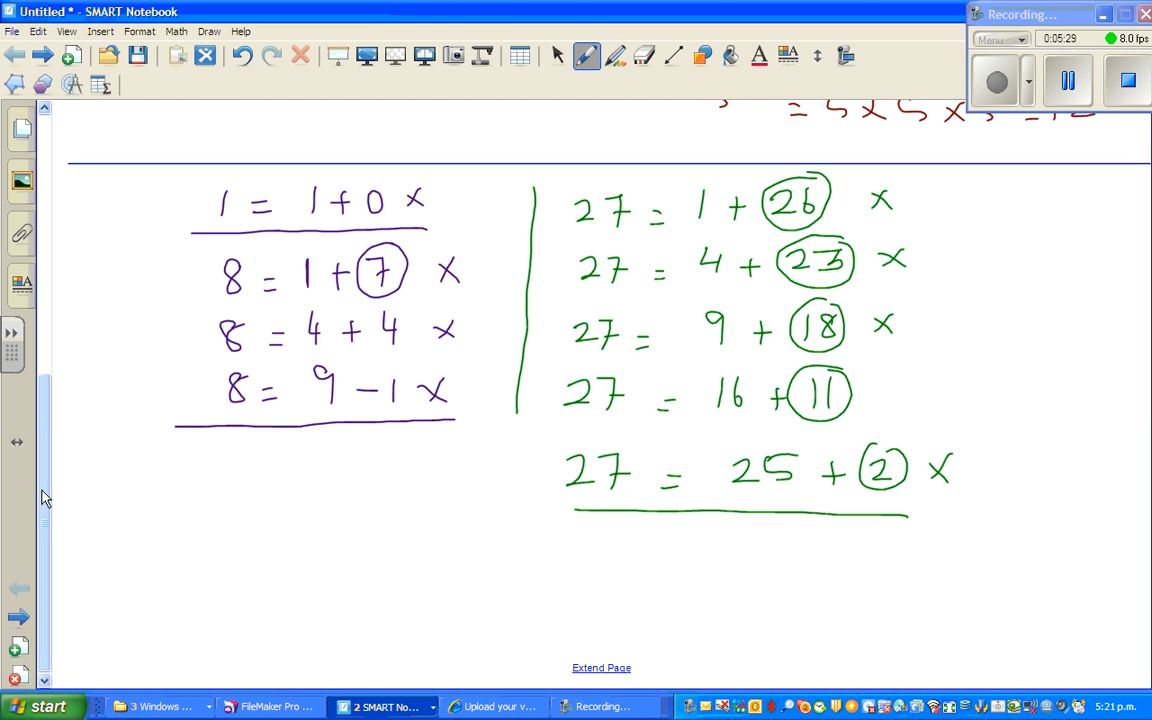 Untitled * - SMART Notebook
File Edit View Insert Format Math Draw Help
Recording...
Menu
0:05:29
8.0 fps
= 5 x 5 x
1 = 1 + 0 x
8 = 1 + 7 x
8 = 4 + 4 x
8 = 9 - 1 x
27 = 1 + 26 x
27 = 4 + 23 x
27 = 9 + 18 x
27 = 16 + 11
27 = 25 + 2 x
Extend Page
start
3 Windows ...
FileMaker Pro ...
2 SMART No...
Upload your v...
Recording...
5:21 p.m.